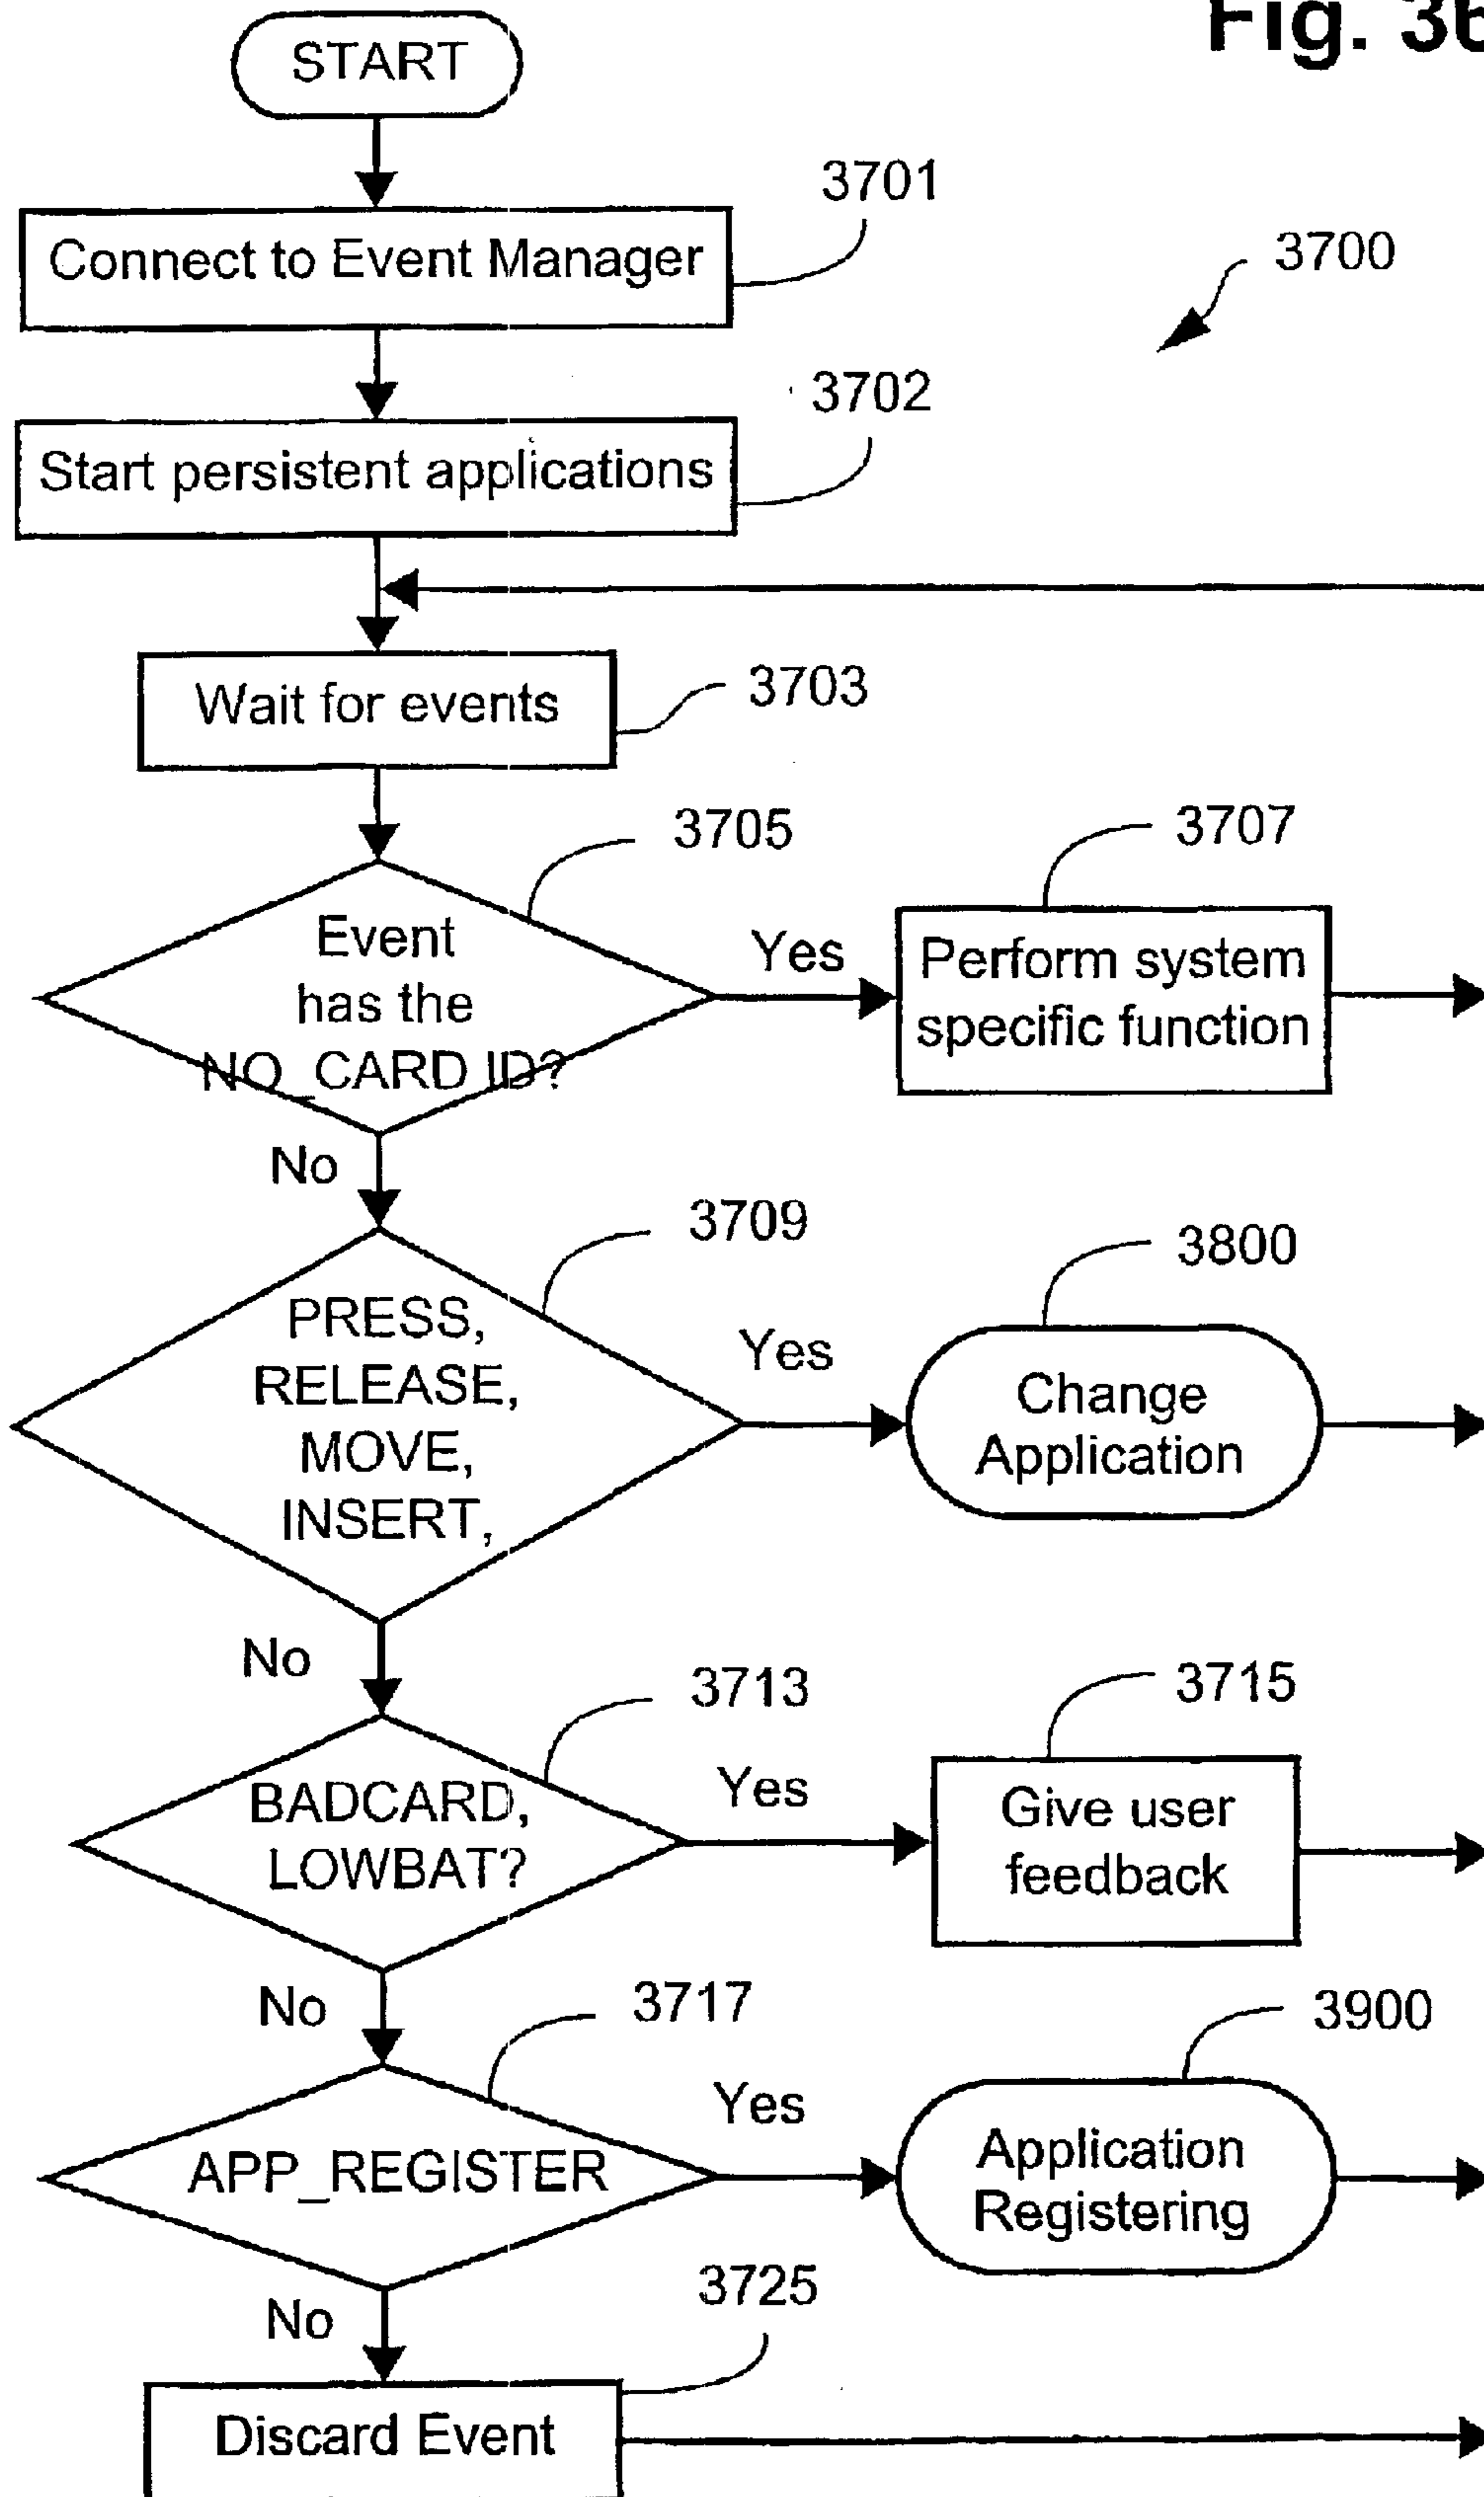 Fig. 36
START
3701
Connect to Event Manager
3700
3702
Start persistent applications
Wait for events
3703
3705
3707
Event
has the
NO_CARD ID?
Yes
Perform system
specific function
No
3709
3800
PRESS,
RELEASE,
MOVE,
INSERT,
Yes
Change
Application
No
3713
3715
BADCARD,
LOWBAT?
Yes
Give user
feedback
No
3717
3900
APP_REGISTER
Yes
Application
Registering
No
3725
Discard Event